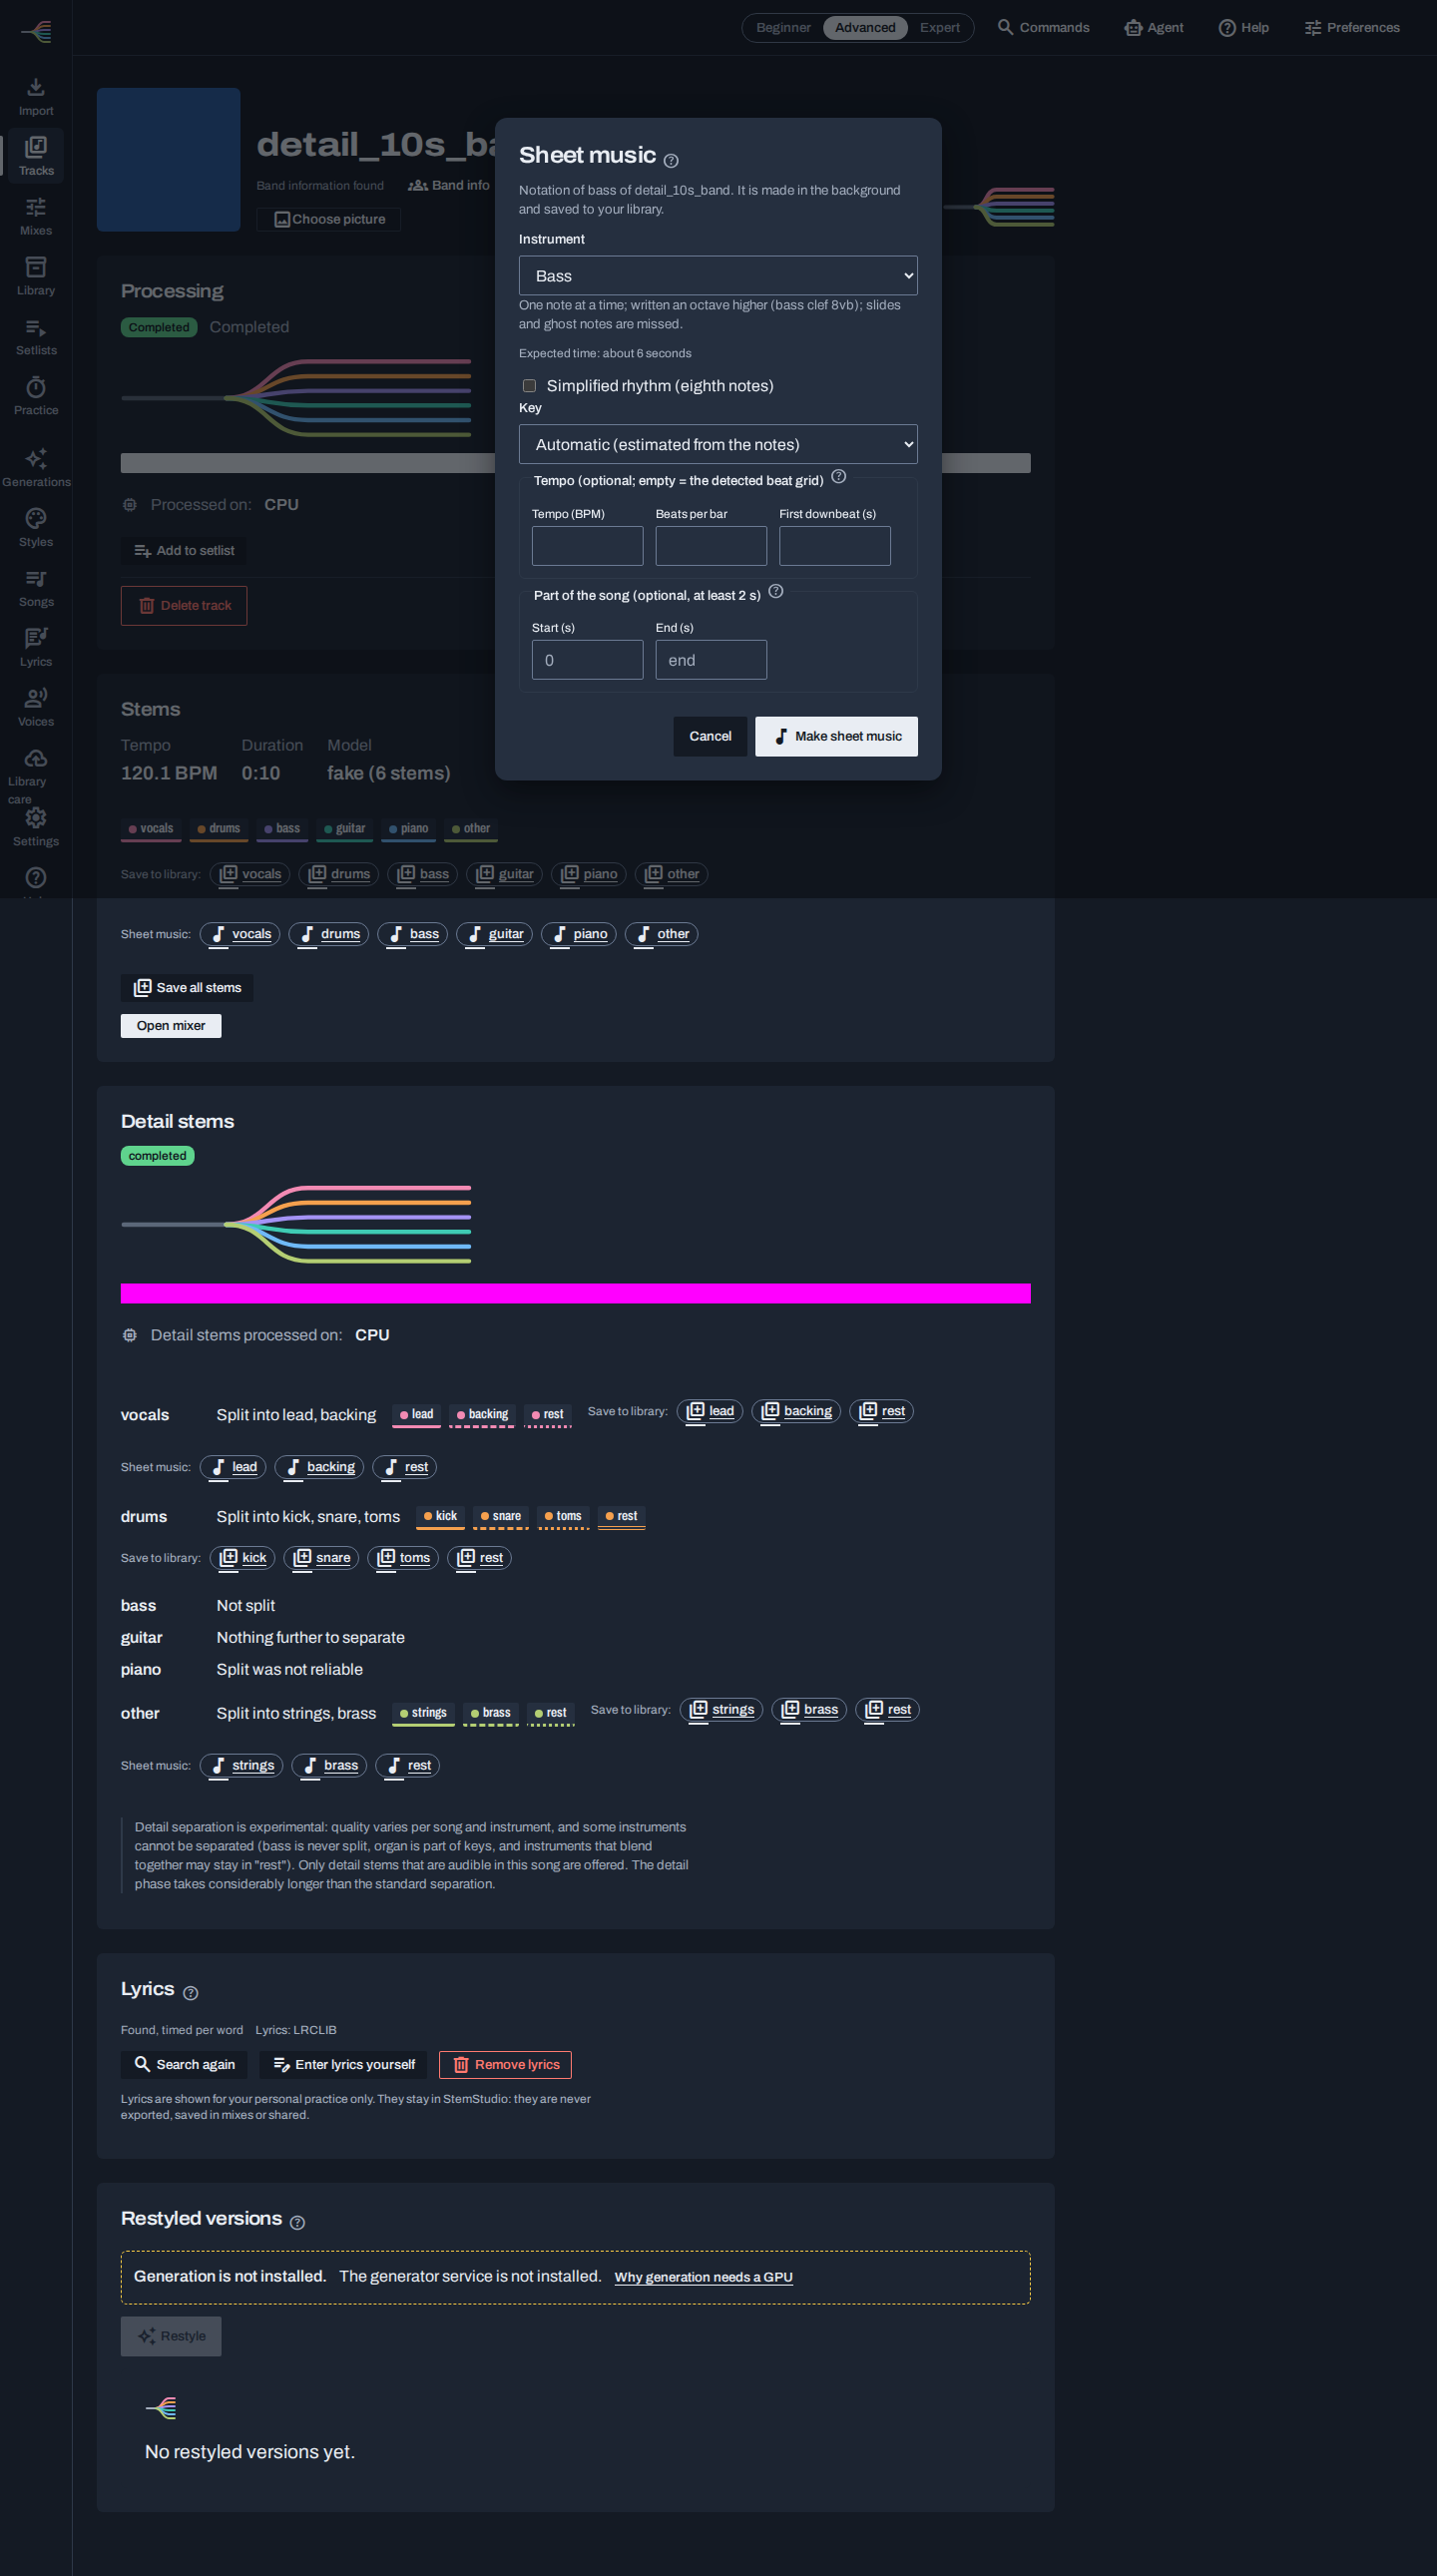 Beginner Advanced Expert Commands Agent Help Preferences
Import
Tracks
Mixes
Library
Setlists
Practice
Generations
Styles
Songs
Lyrics
Voices
Library
care
Settings
detail_10s_ba
Band information found Band info
Choose picture
Processing
Completed Completed
Processed on: CPU
Add to setlist
Delete track
Sheet music
Notation of bass of detail_10s_band. It is made in the background
and saved to your library.
Instrument
Bass
One note at a time; written an octave higher (bass clef 8vb); slides
and ghost notes are missed.
Expected time: about 6 seconds
Simplified rhythm (eighth notes)
Key
Automatic (estimated from the notes)
Tempo (optional; empty = the detected beat grid)
Tempo (BPM) Beats per bar First downbeat (s)
Part of the song (optional, at least 2 s)
Start (s) End (s)
0 end
Cancel Make sheet music
Stems
Tempo Duration Model
120.1 BPM 0:10 fake (6 stems)
vocals drums bass guitar piano other
Save to library: vocals drums bass guitar piano other
Sheet music: vocals drums bass guitar piano other
Save all stems
Open mixer
Detail stems
completed
Detail stems processed on: CPU
vocals Split into lead, backing lead backing rest Save to library: lead backing rest
Sheet music: lead backing rest
drums Split into kick, snare, toms kick snare toms rest
Save to library: kick snare toms rest
bass Not split
guitar Nothing further to separate
piano Split was not reliable
other Split into strings, brass strings brass rest Save to library: strings brass rest
Sheet music: strings brass rest
Detail separation is experimental: quality varies per song and instrument, and some instruments
cannot be separated (bass is never split, organ is part of keys, and instruments that blend
together may stay in "rest"). Only detail stems that are audible in this song are offered. The detail
phase takes considerably longer than the standard separation.
Lyrics
Found, timed per word Lyrics: LRCLIB
Search again Enter lyrics yourself Remove lyrics
Lyrics are shown for your personal practice only. They stay in StemStudio: they are never
exported, saved in mixes or shared.
Restyled versions
Generation is not installed. The generator service is not installed. Why generation needs a GPU
Restyle
No restyled versions yet.